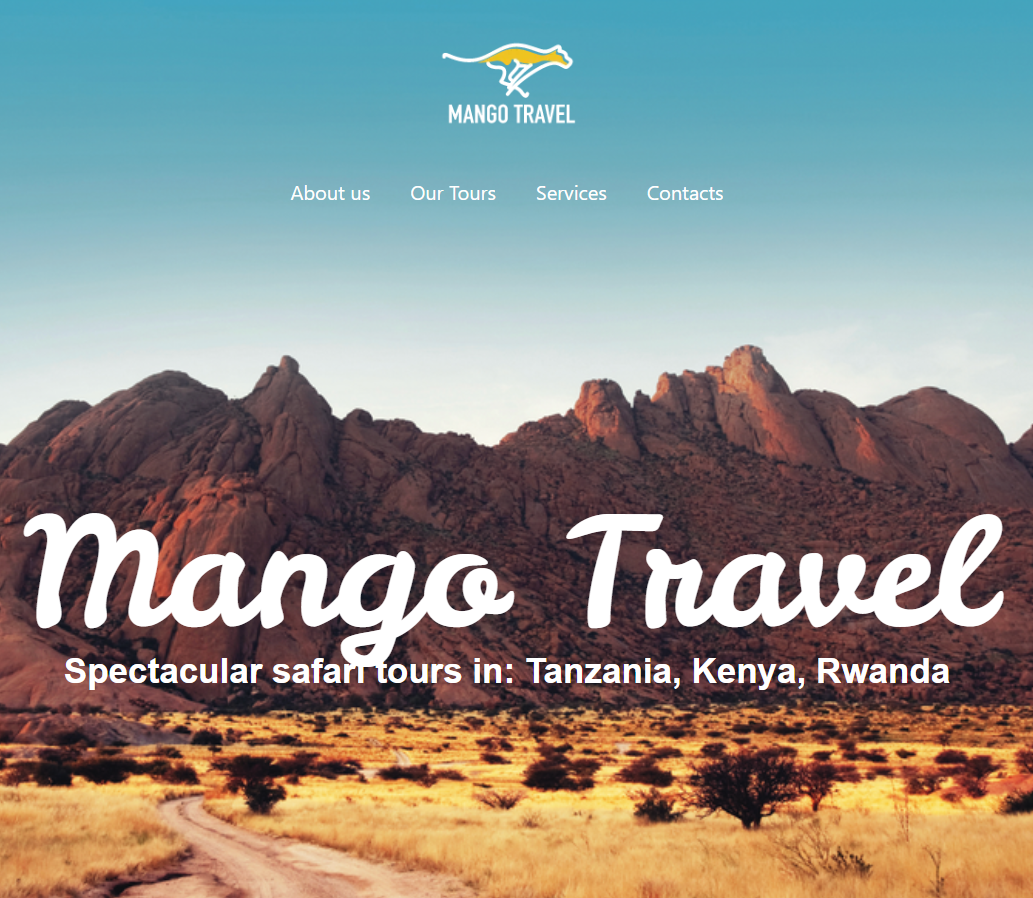 MANGO TRAVEL
About us Our Tours Services Contacts
Mango Travel
Spectacular safari tours in: Tanzania, Kenya, Rwanda